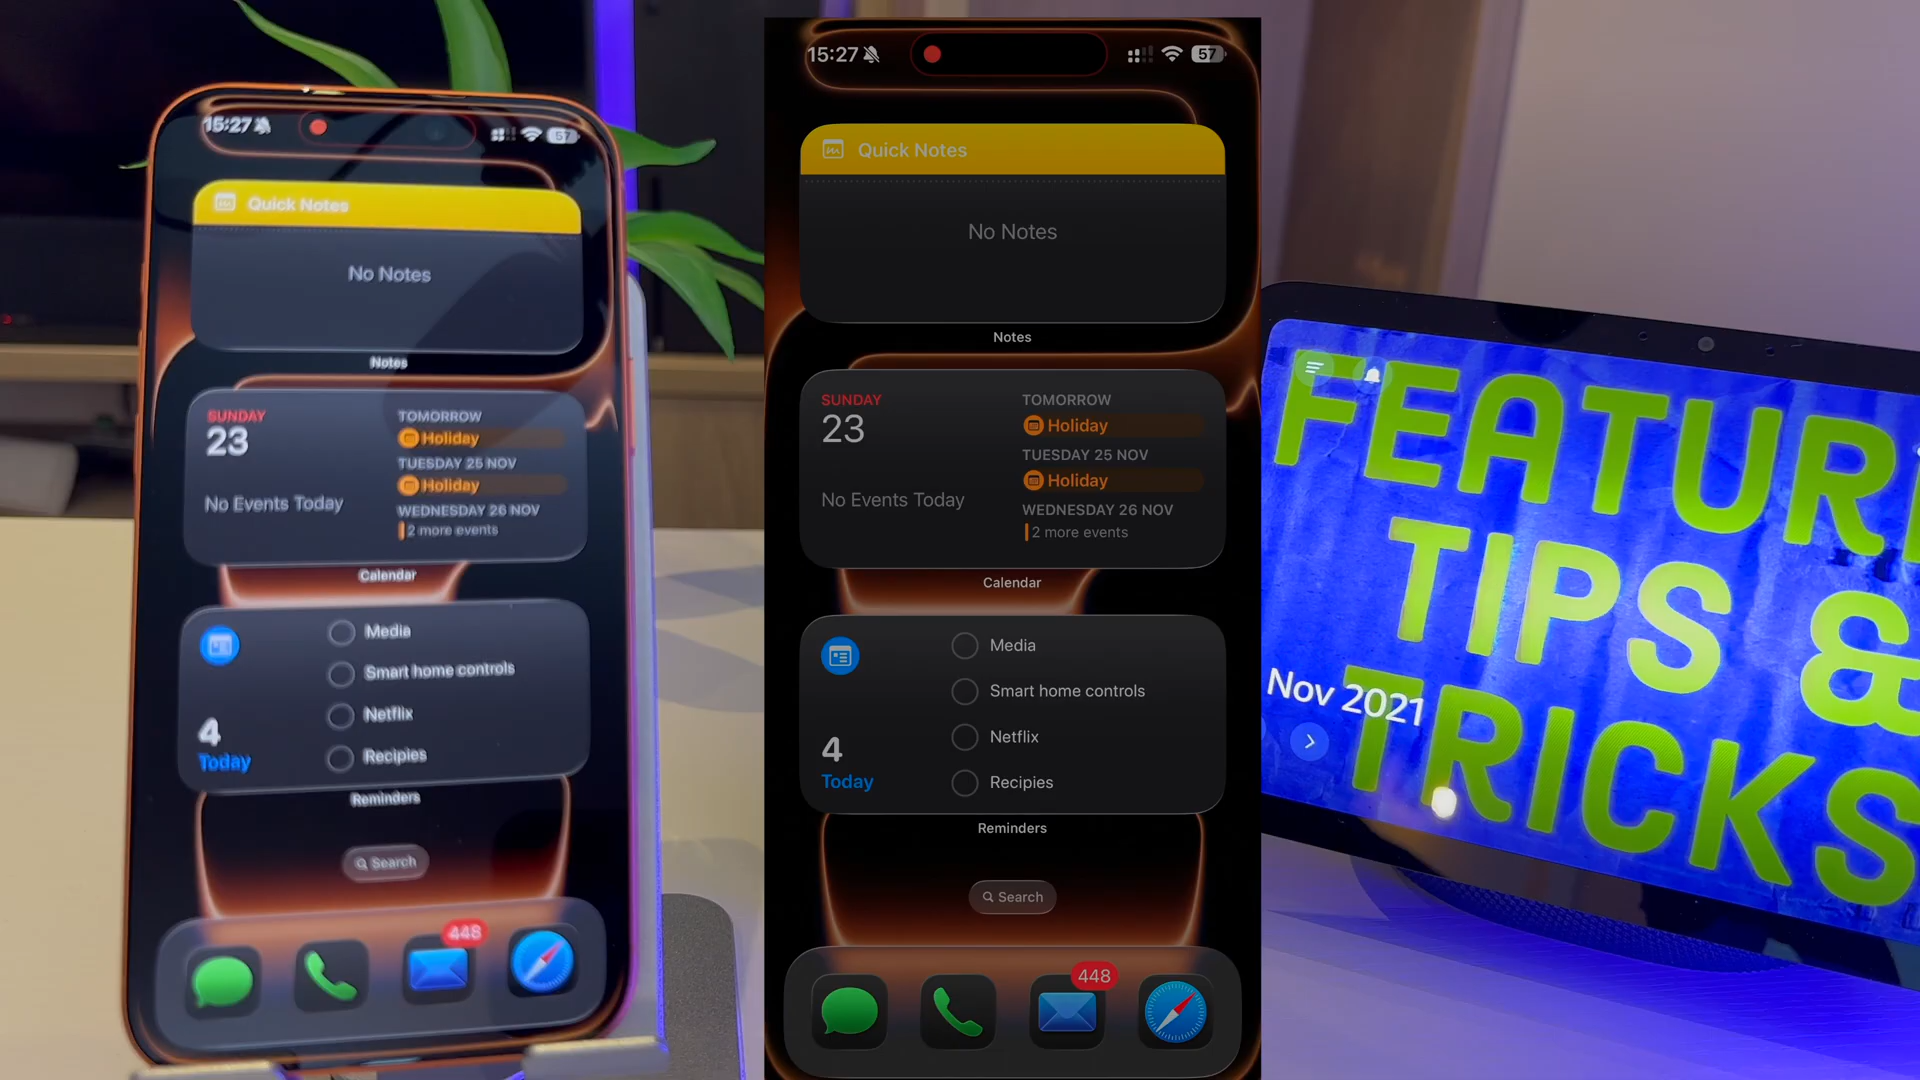 15:27
57
Quick Notes
No Notes
Notes
SUNDAY
23
No Events Today
TOMORROW
Holiday
TUESDAY 25 NOV
Holiday
WEDNESDAY 26 NOV
2 more events
Calendar
4
Today
Media
Smart home controls
Netflix
Recipies
Reminders
Search
448
15:27
57
Quick Notes
No Notes
Notes
SUNDAY
23
No Events Today
TOMORROW
Holiday
TUESDAY 25 NOV
Holiday
WEDNESDAY 26 NOV
2 more events
Calendar
4
Today
Media
Smart home controls
Netflix
Recipies
Reminders
Search
448
TIPS &
Nov 2021
TRICKS